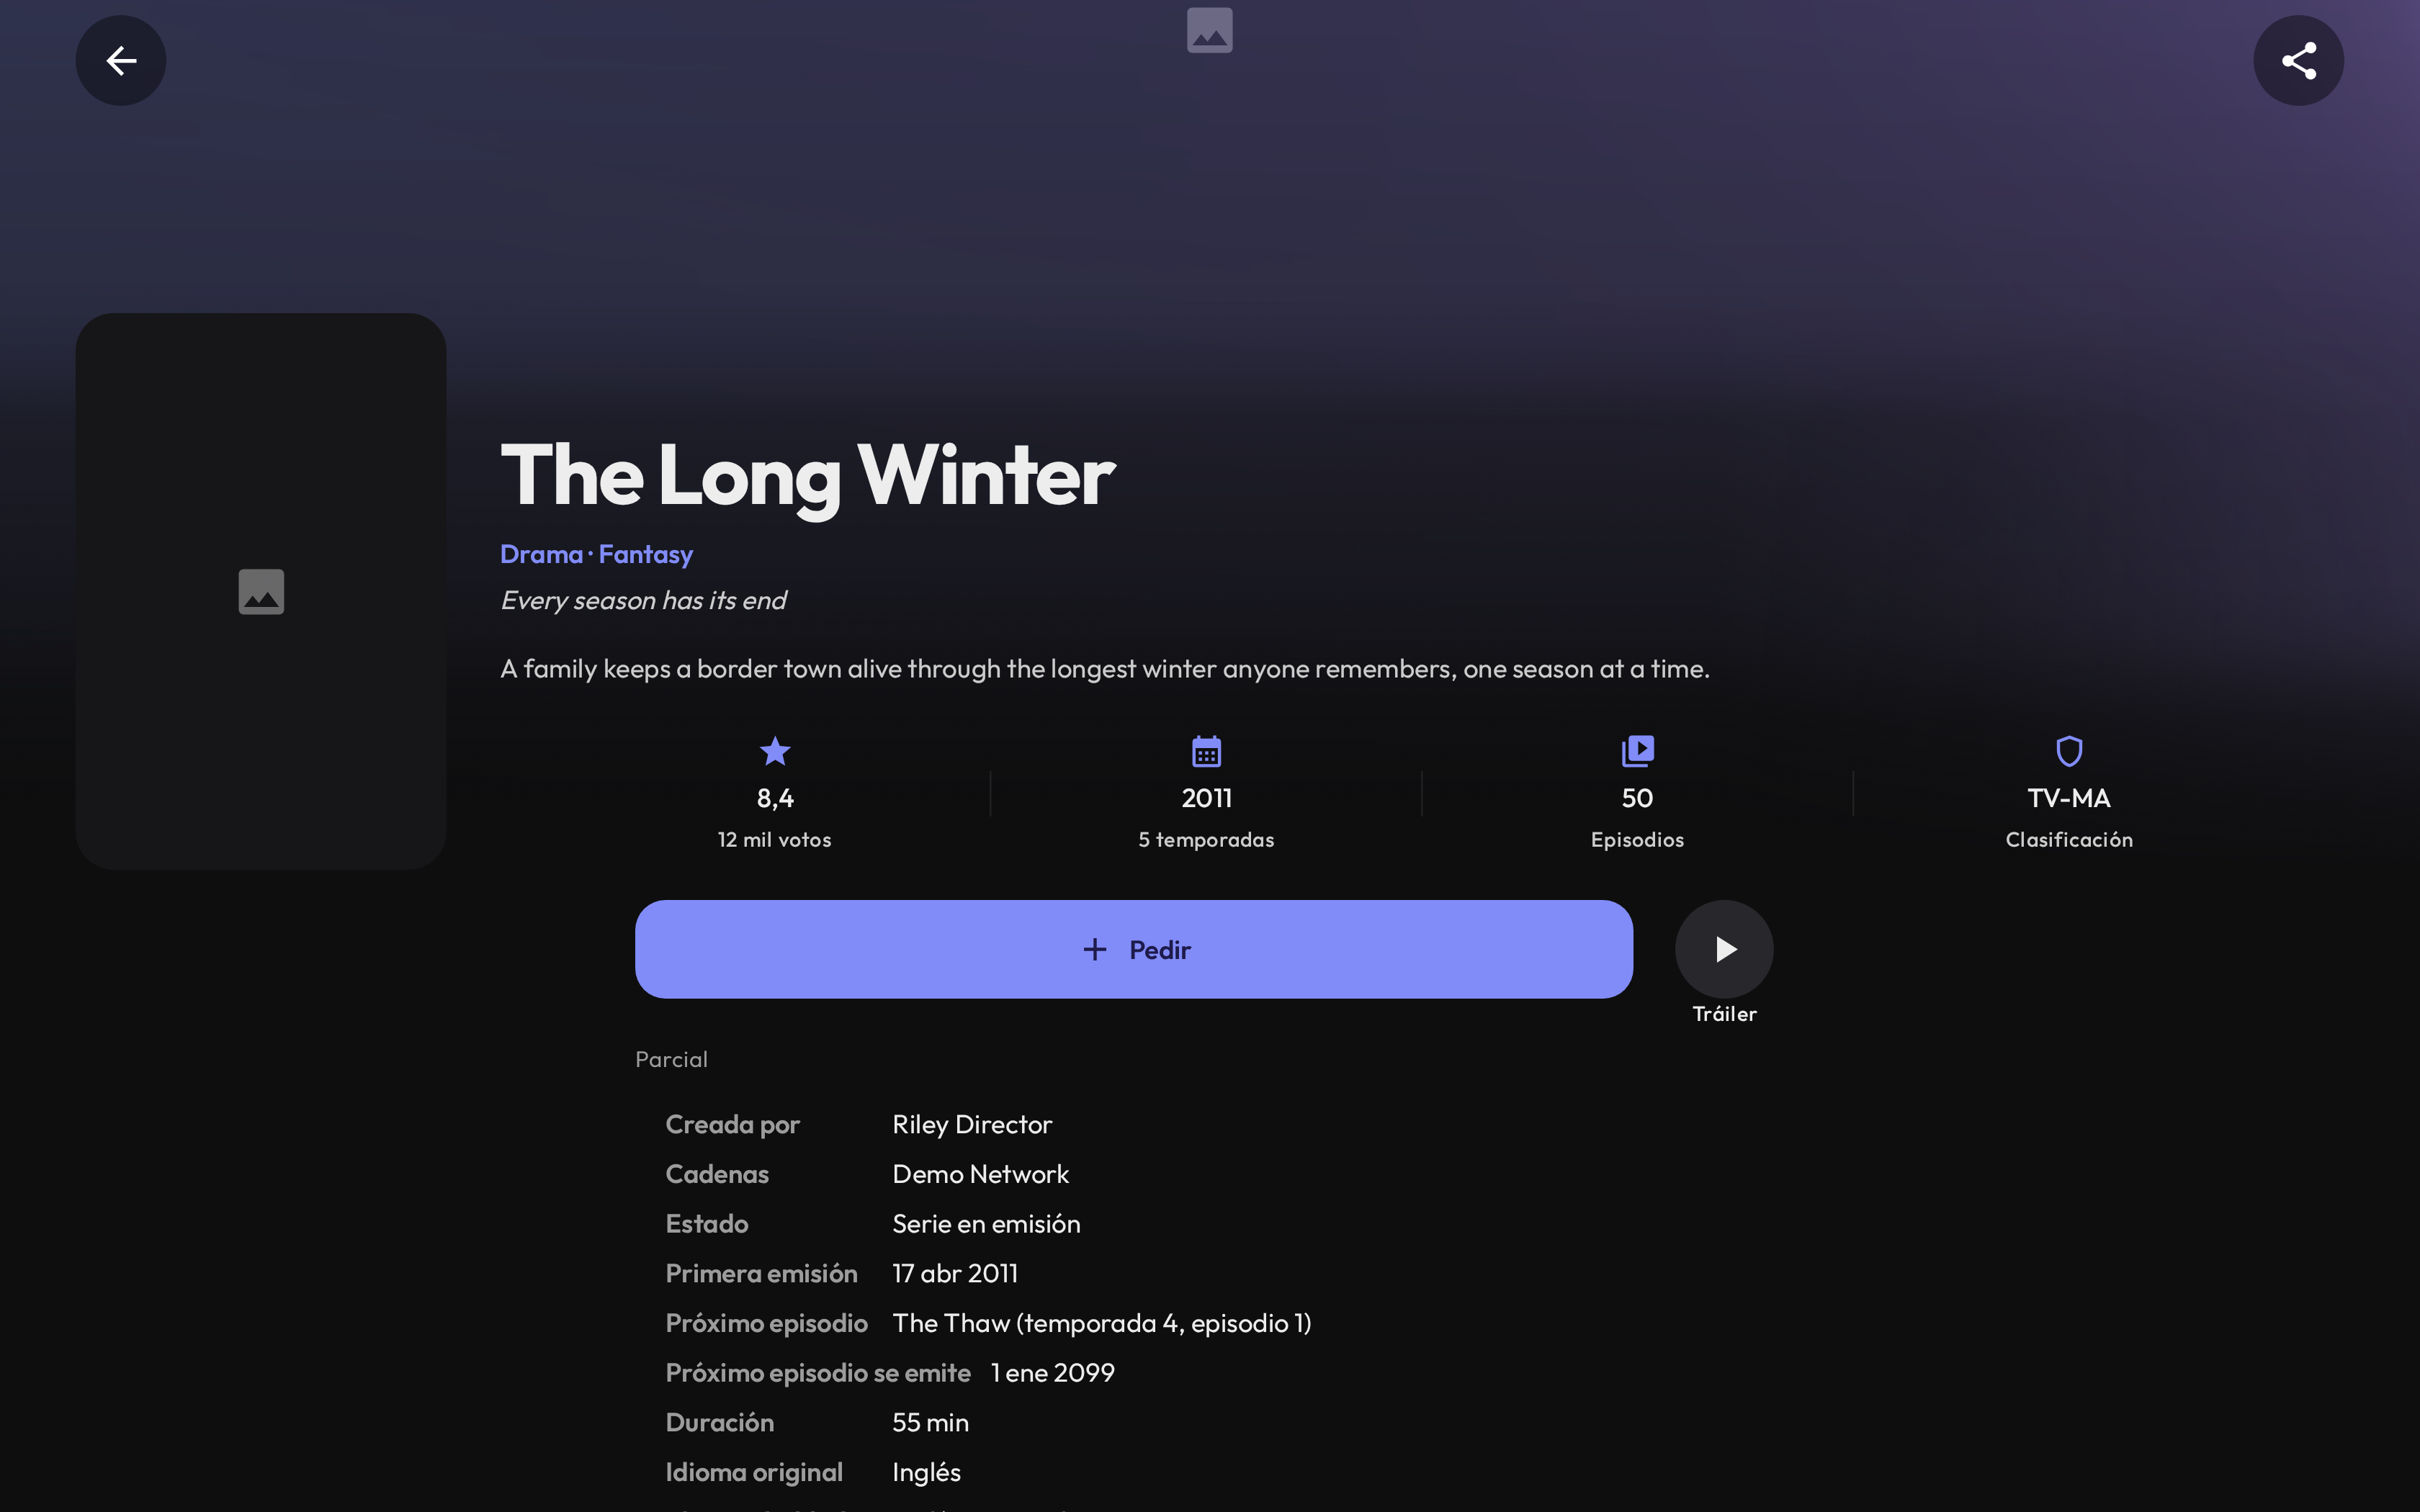 The Long Winter
Drama · Fantasy
Every season has its end
A family keeps a border town alive through the longest winter anyone remembers, one season at a time.
8,4
12 mil votos
2011
5 temporadas
50
Episodios
TV-MA
Clasificación
Pedir
Tráiler
Parcial
Creada por Riley Director
Cadenas Demo Network
Estado Serie en emisión
Primera emisión 17 abr 2011
Próximo episodio The Thaw (temporada 4, episodio 1)
Próximo episodio se emite 1 ene 2099
Duración 55 min
Idioma original Inglés